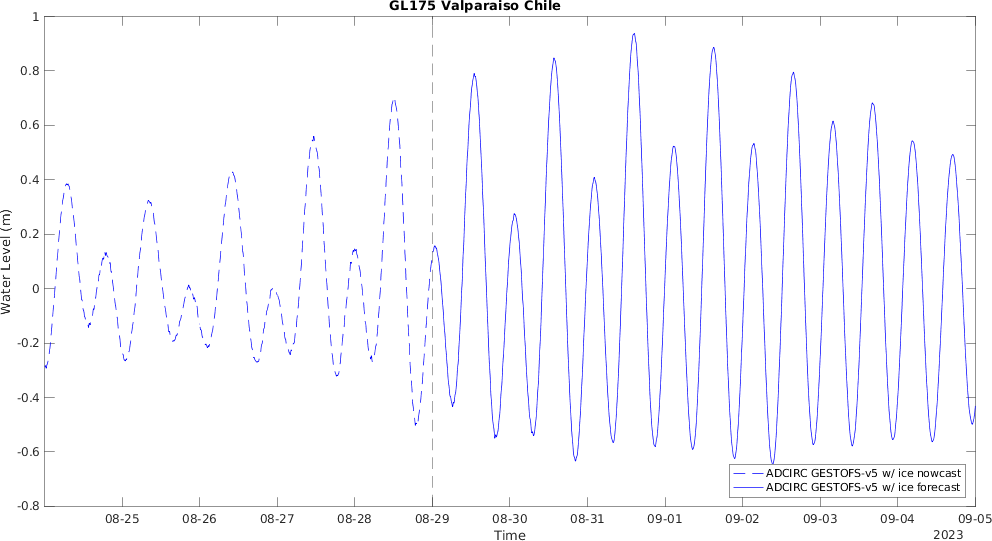 GL175 Valparaiso Chile
1
0.8
0.6
0.4
0.2
0
-0.2
-0.4
-0.6
-0.8
Water Level (m)
ADCIRC GESTOFS-v5 w/ ice nowcast
ADCIRC GESTOFS-v5 w/ ice forecast
08-25 08-26 08-27 08-28 08-29 08-30 08-31 09-01 09-02 09-03 09-04 09-05
Time
2023